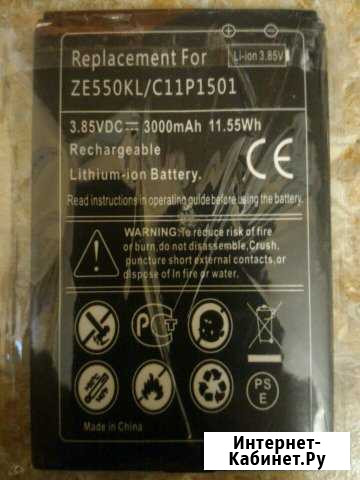 Replacement For
Li-ion 3.85V
ZE550KL/C11P1501
3.85VDC 3000mAh 11.55Wh
Rechargeable
Lithium-ion Battery.
CE
Read instructions in operating guide before using the battery.
WARNING:To reduce risk of fire
or burn,do not disassemble,Crush,
puncture short external contacts,or
dispose of In water or fire.
PS
E
Made in China
Интернет-
Кабинет.Ру